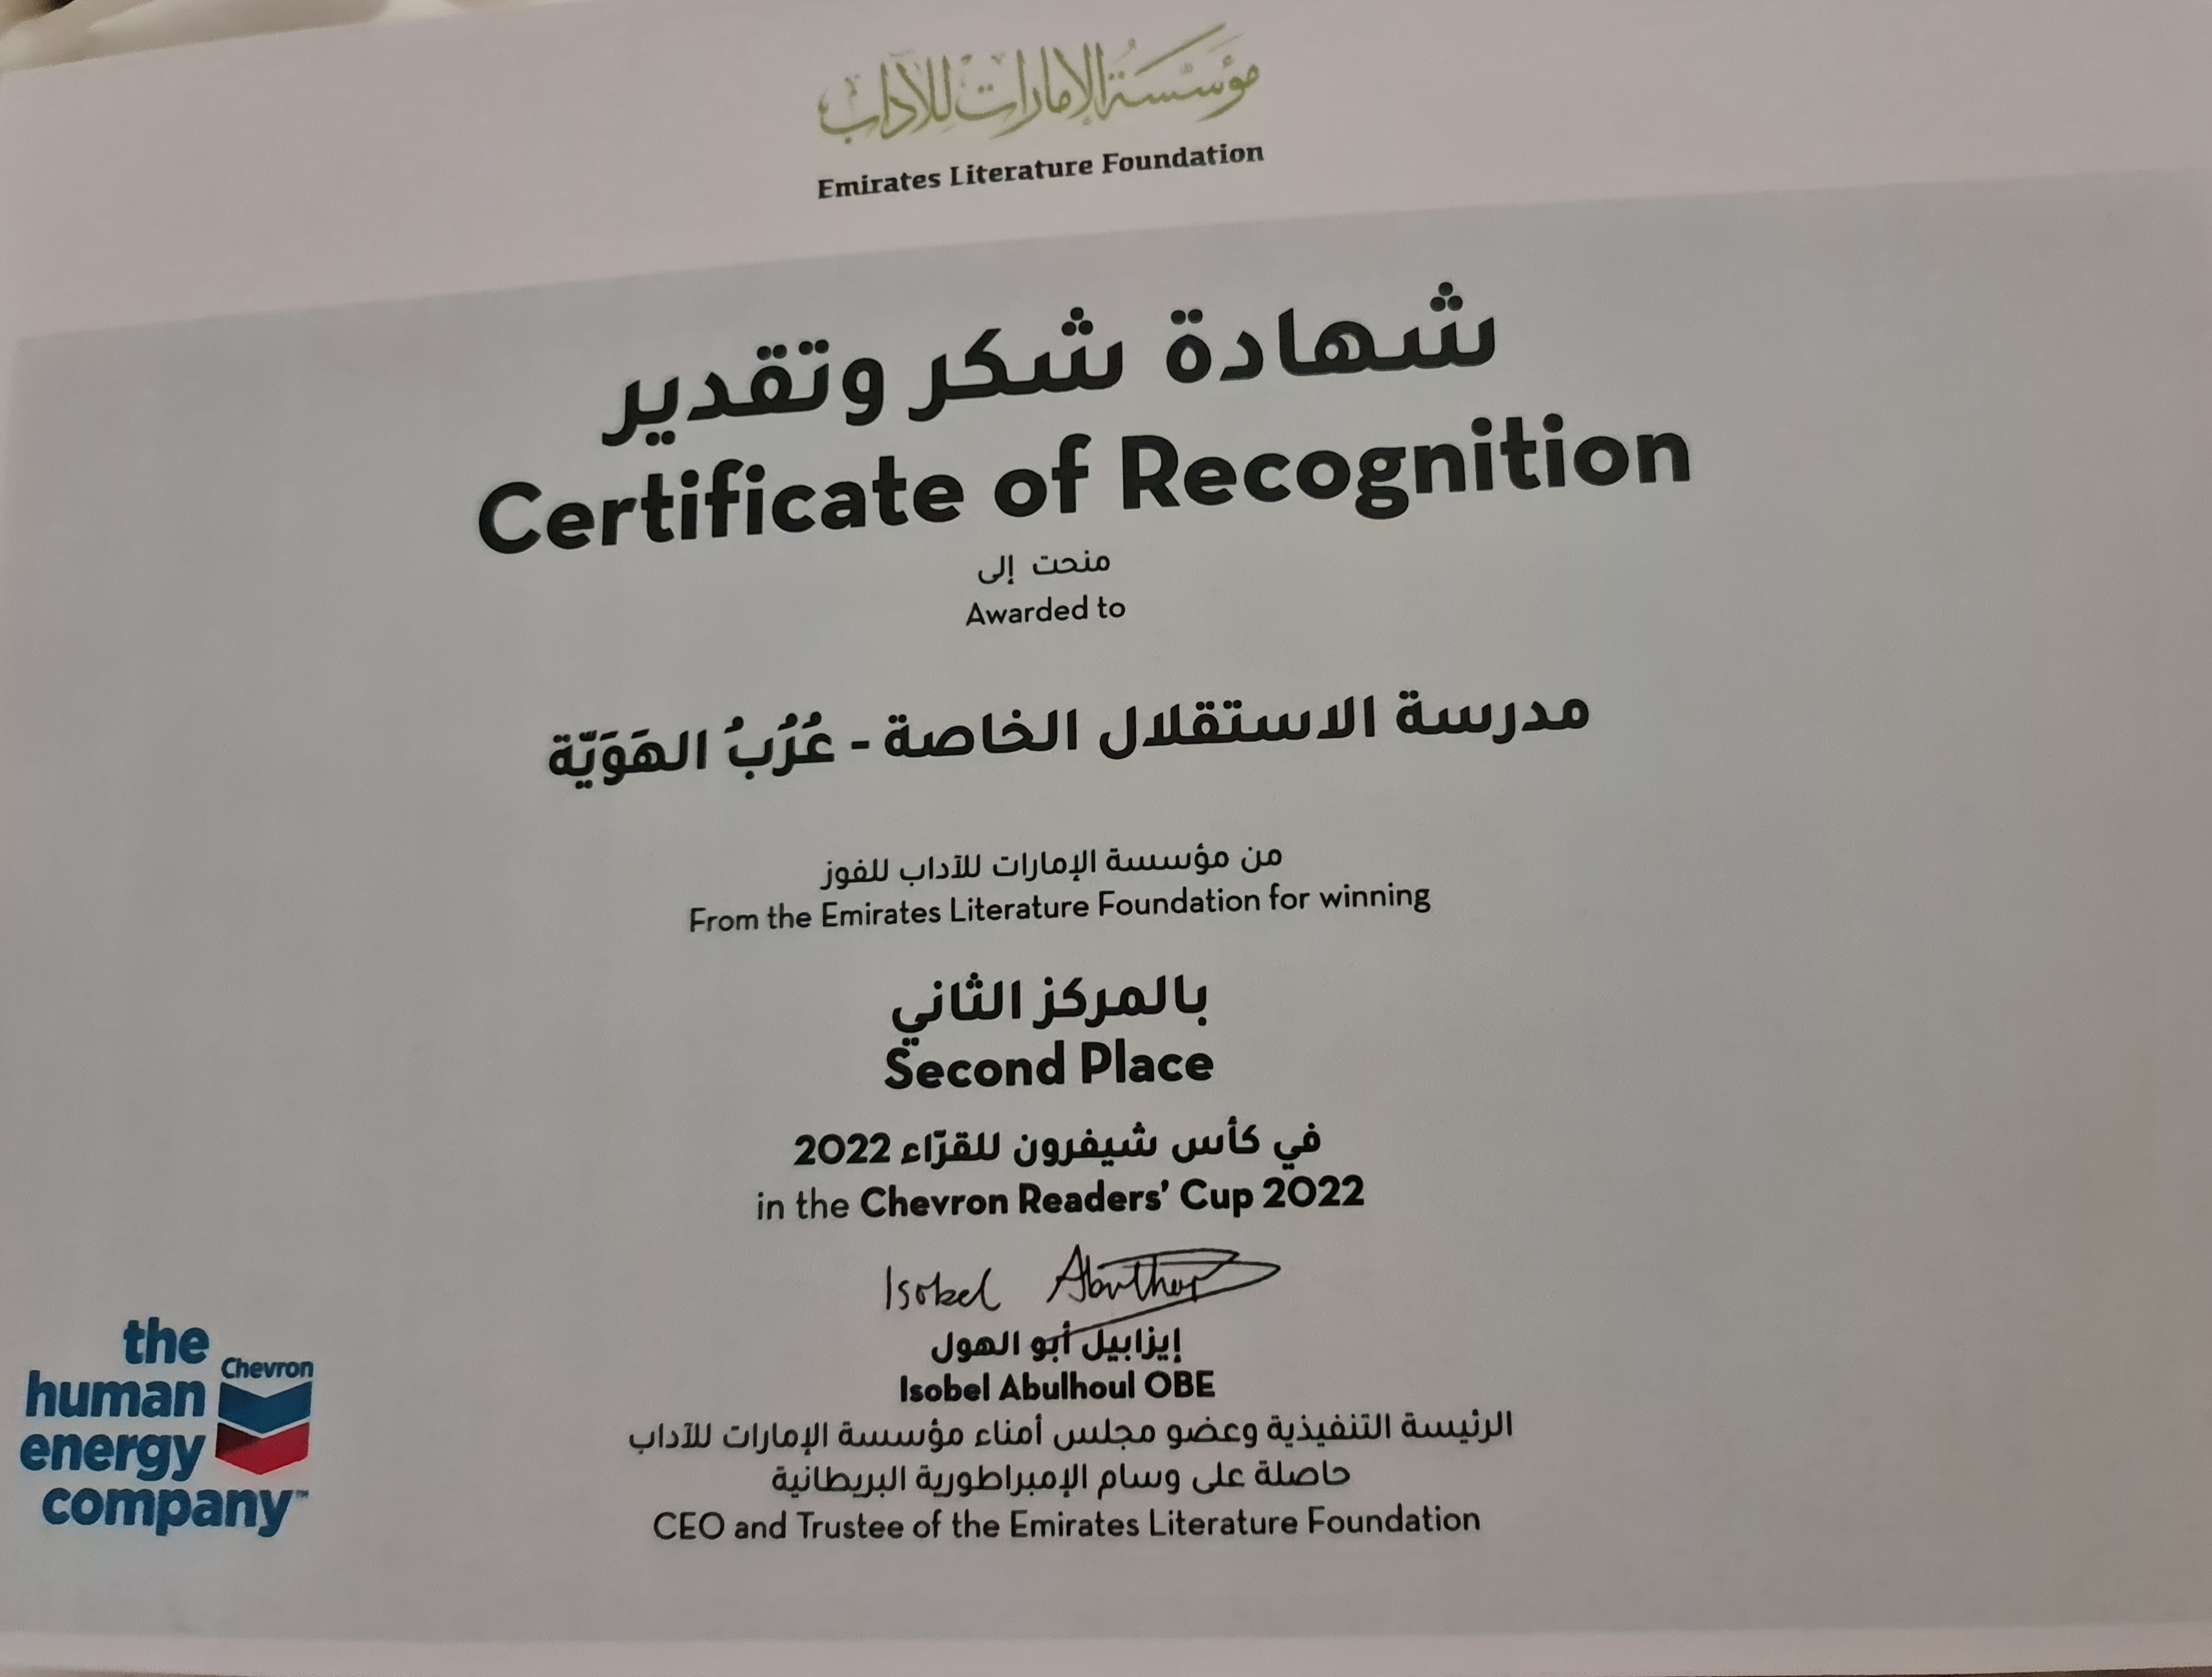 مؤسسة الإمارات للآداب
Emirates Literature Foundation
شهادة شكر وتقدير
Certificate of Recognition
منحت إلى
Awarded to
مدرسة الاستقلال الخاصة - عُرُبُ الهَوَيّة
من مؤسسة الإمارات للآداب للفوز
From the Emirates Literature Foundation for winning
بالمركز الثاني
Second Place
في كأس شيفرون للقرّاء 2022
in the Chevron Readers' Cup 2022
Isobel Abulhoul
إيزابيل أبو الهول
Isobel Abulhoul OBE
الرئيسة التنفيذية وعضو مجلس أمناء مؤسسة الإمارات للآداب
حاصلة على وسام الإمبراطورية البريطانية
CEO and Trustee of the Emirates Literature Foundation
the
human
energy
company™
Chevron